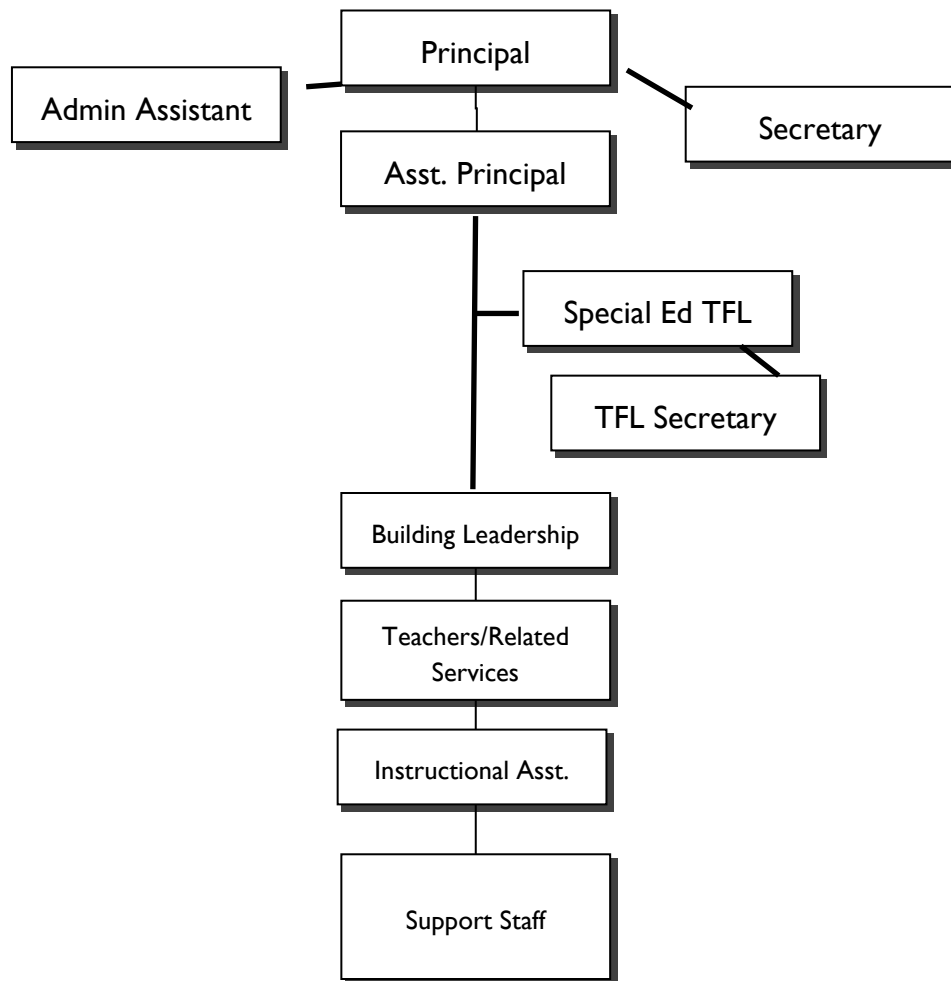 Principal
Admin Assistant
Secretary
Asst. Principal
Special Ed TFL
TFL Secretary
Building Leadership
Teachers/Related
Services
Instructional Asst.
Support Staff